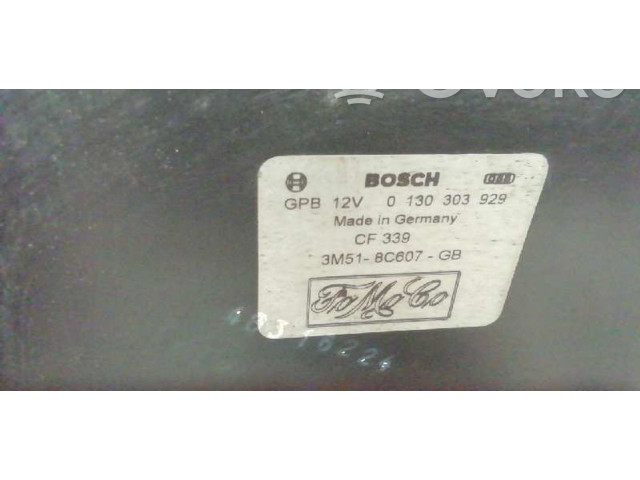 BOSCH
GPB 12V 0 130 303 929
Made in Germany
CF 339
3M51- 8C607 - GB
FoMoCo